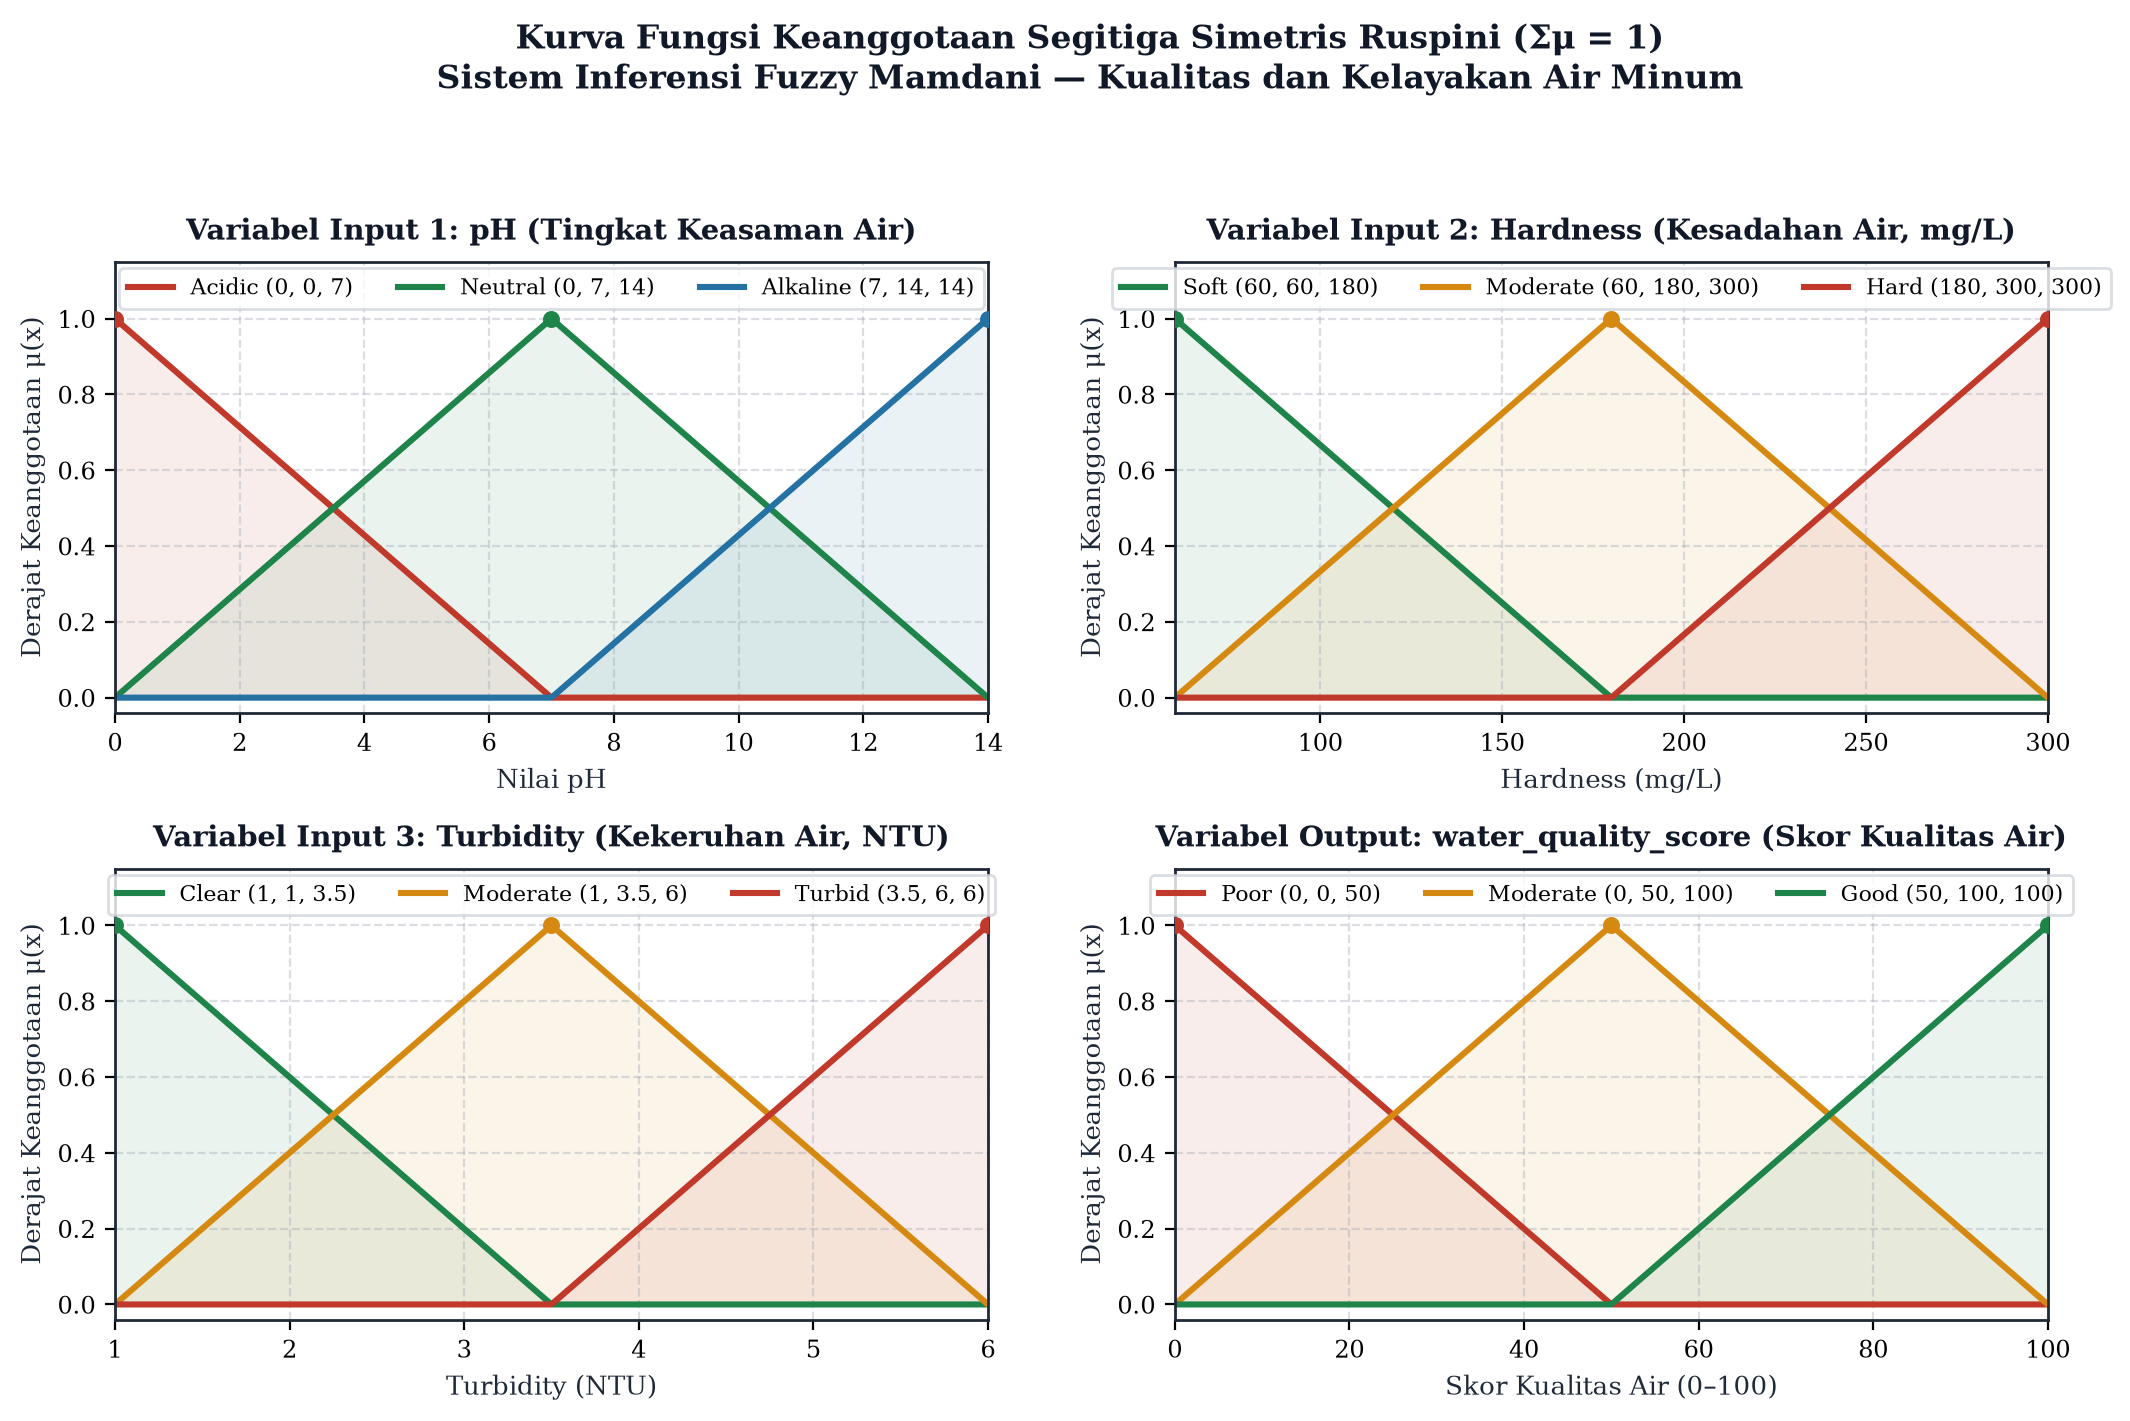 Kurva Fungsi Keanggotaan Segitiga Simetris Ruspini (Σμ = 1)
Sistem Inferensi Fuzzy Mamdani — Kualitas dan Kelayakan Air Minum
Variabel Input 1: pH (Tingkat Keasaman Air)
Acidic (0, 0, 7) Neutral (0, 7, 14) Alkaline (7, 14, 14)
Derajat Keanggotaan μ(x)
1.0
0.8
0.6
0.4
0.2
0.0
0 2 4 6 8 10 12 14
Nilai pH
Variabel Input 2: Hardness (Kesadahan Air, mg/L)
Soft (60, 60, 180) Moderate (60, 180, 300) Hard (180, 300, 300)
Derajat Keanggotaan μ(x)
1.0
0.8
0.6
0.4
0.2
0.0
100 150 200 250 300
Hardness (mg/L)
Variabel Input 3: Turbidity (Kekeruhan Air, NTU)
Clear (1, 1, 3.5) Moderate (1, 3.5, 6) Turbid (3.5, 6, 6)
Derajat Keanggotaan μ(x)
1.0
0.8
0.6
0.4
0.2
0.0
1 2 3 4 5 6
Turbidity (NTU)
Variabel Output: water_quality_score (Skor Kualitas Air)
Poor (0, 0, 50) Moderate (0, 50, 100) Good (50, 100, 100)
Derajat Keanggotaan μ(x)
1.0
0.8
0.6
0.4
0.2
0.0
0 20 40 60 80 100
Skor Kualitas Air (0–100)